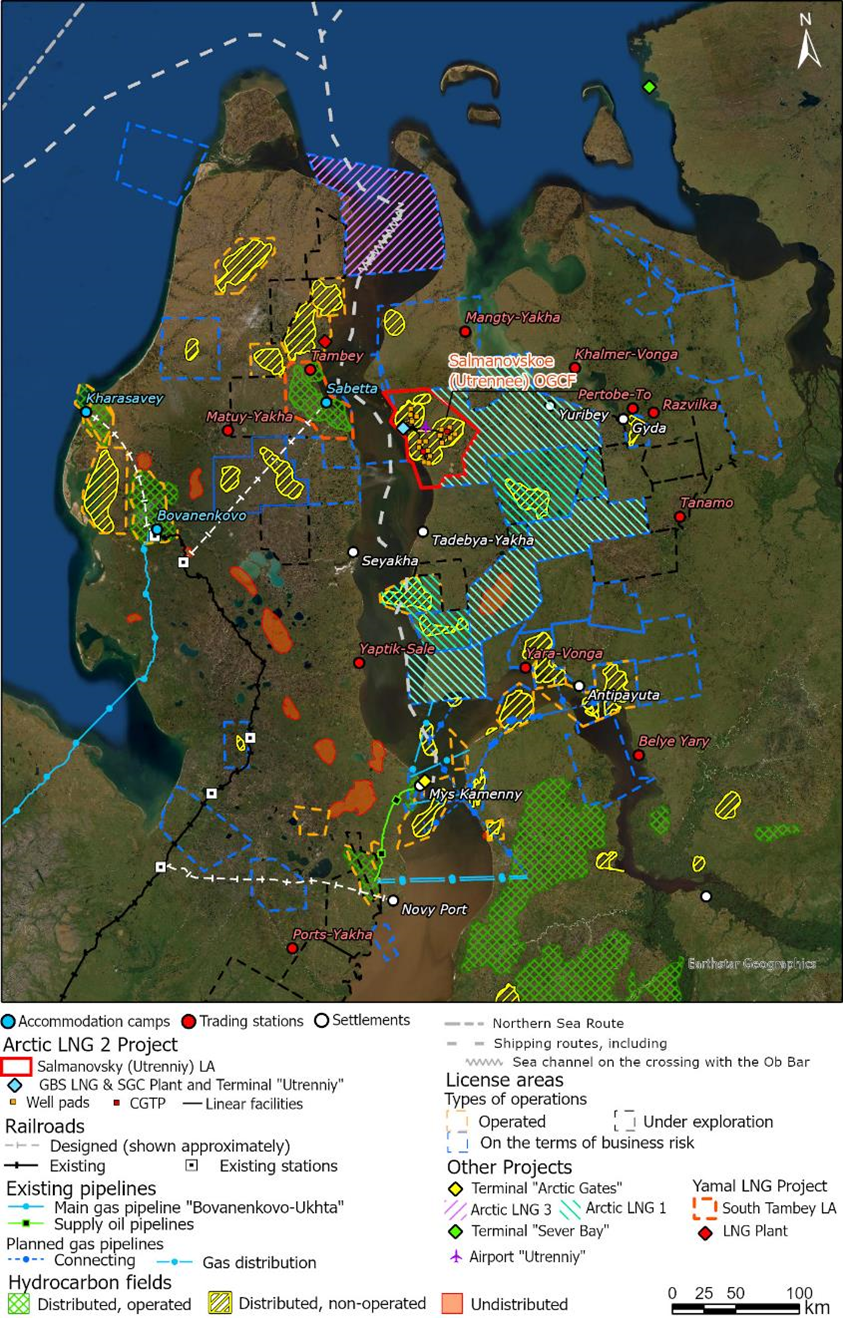 N
Mangty-Yakha
Salmanovskoe
(Utrennee) OGCF
Khalmer-Vonga
Tambey
Sabetta
Kharasavey
Matuy-Yakha
Pertobe-To
Razvilka
Yuribey
Gyda
Tanamo
Bovanenkovo
Tadebya-Yakha
Seyakha
Yaptik-Sale
Yara-Vonga
Antipayuta
Belye Yary
Mys Kamenny
Novy Port
Ports-Yakha
Earthstar Geographics
Accommodation camps
Trading stations
Settlements
Arctic LNG 2 Project
Salmanovsky (Utrenniy) LA
GBS LNG & SGC Plant and Terminal "Utrenniy"
Well pads
CGTP
Linear facilities
Railroads
Designed (shown approximately)
Existing
Existing stations
Existing pipelines
Main gas pipeline "Bovanenkovo-Ukhta"
Supply oil pipelines
Planned gas pipelines
Connecting
Gas distribution
Hydrocarbon fields
Distributed, operated
Distributed, non-operated
Undistributed
Northern Sea Route
Shipping routes, including
Sea channel on the crossing with the Ob Bar
License areas
Types of operations
Operated
Under exploration
On the terms of business risk
Other Projects
Terminal "Arctic Gates"
Arctic LNG 3
Arctic LNG 1
Terminal "Sever Bay"
Airport "Utrenniy"
Yamal LNG Project
South Tambey LA
LNG Plant
0 25 50 100
km